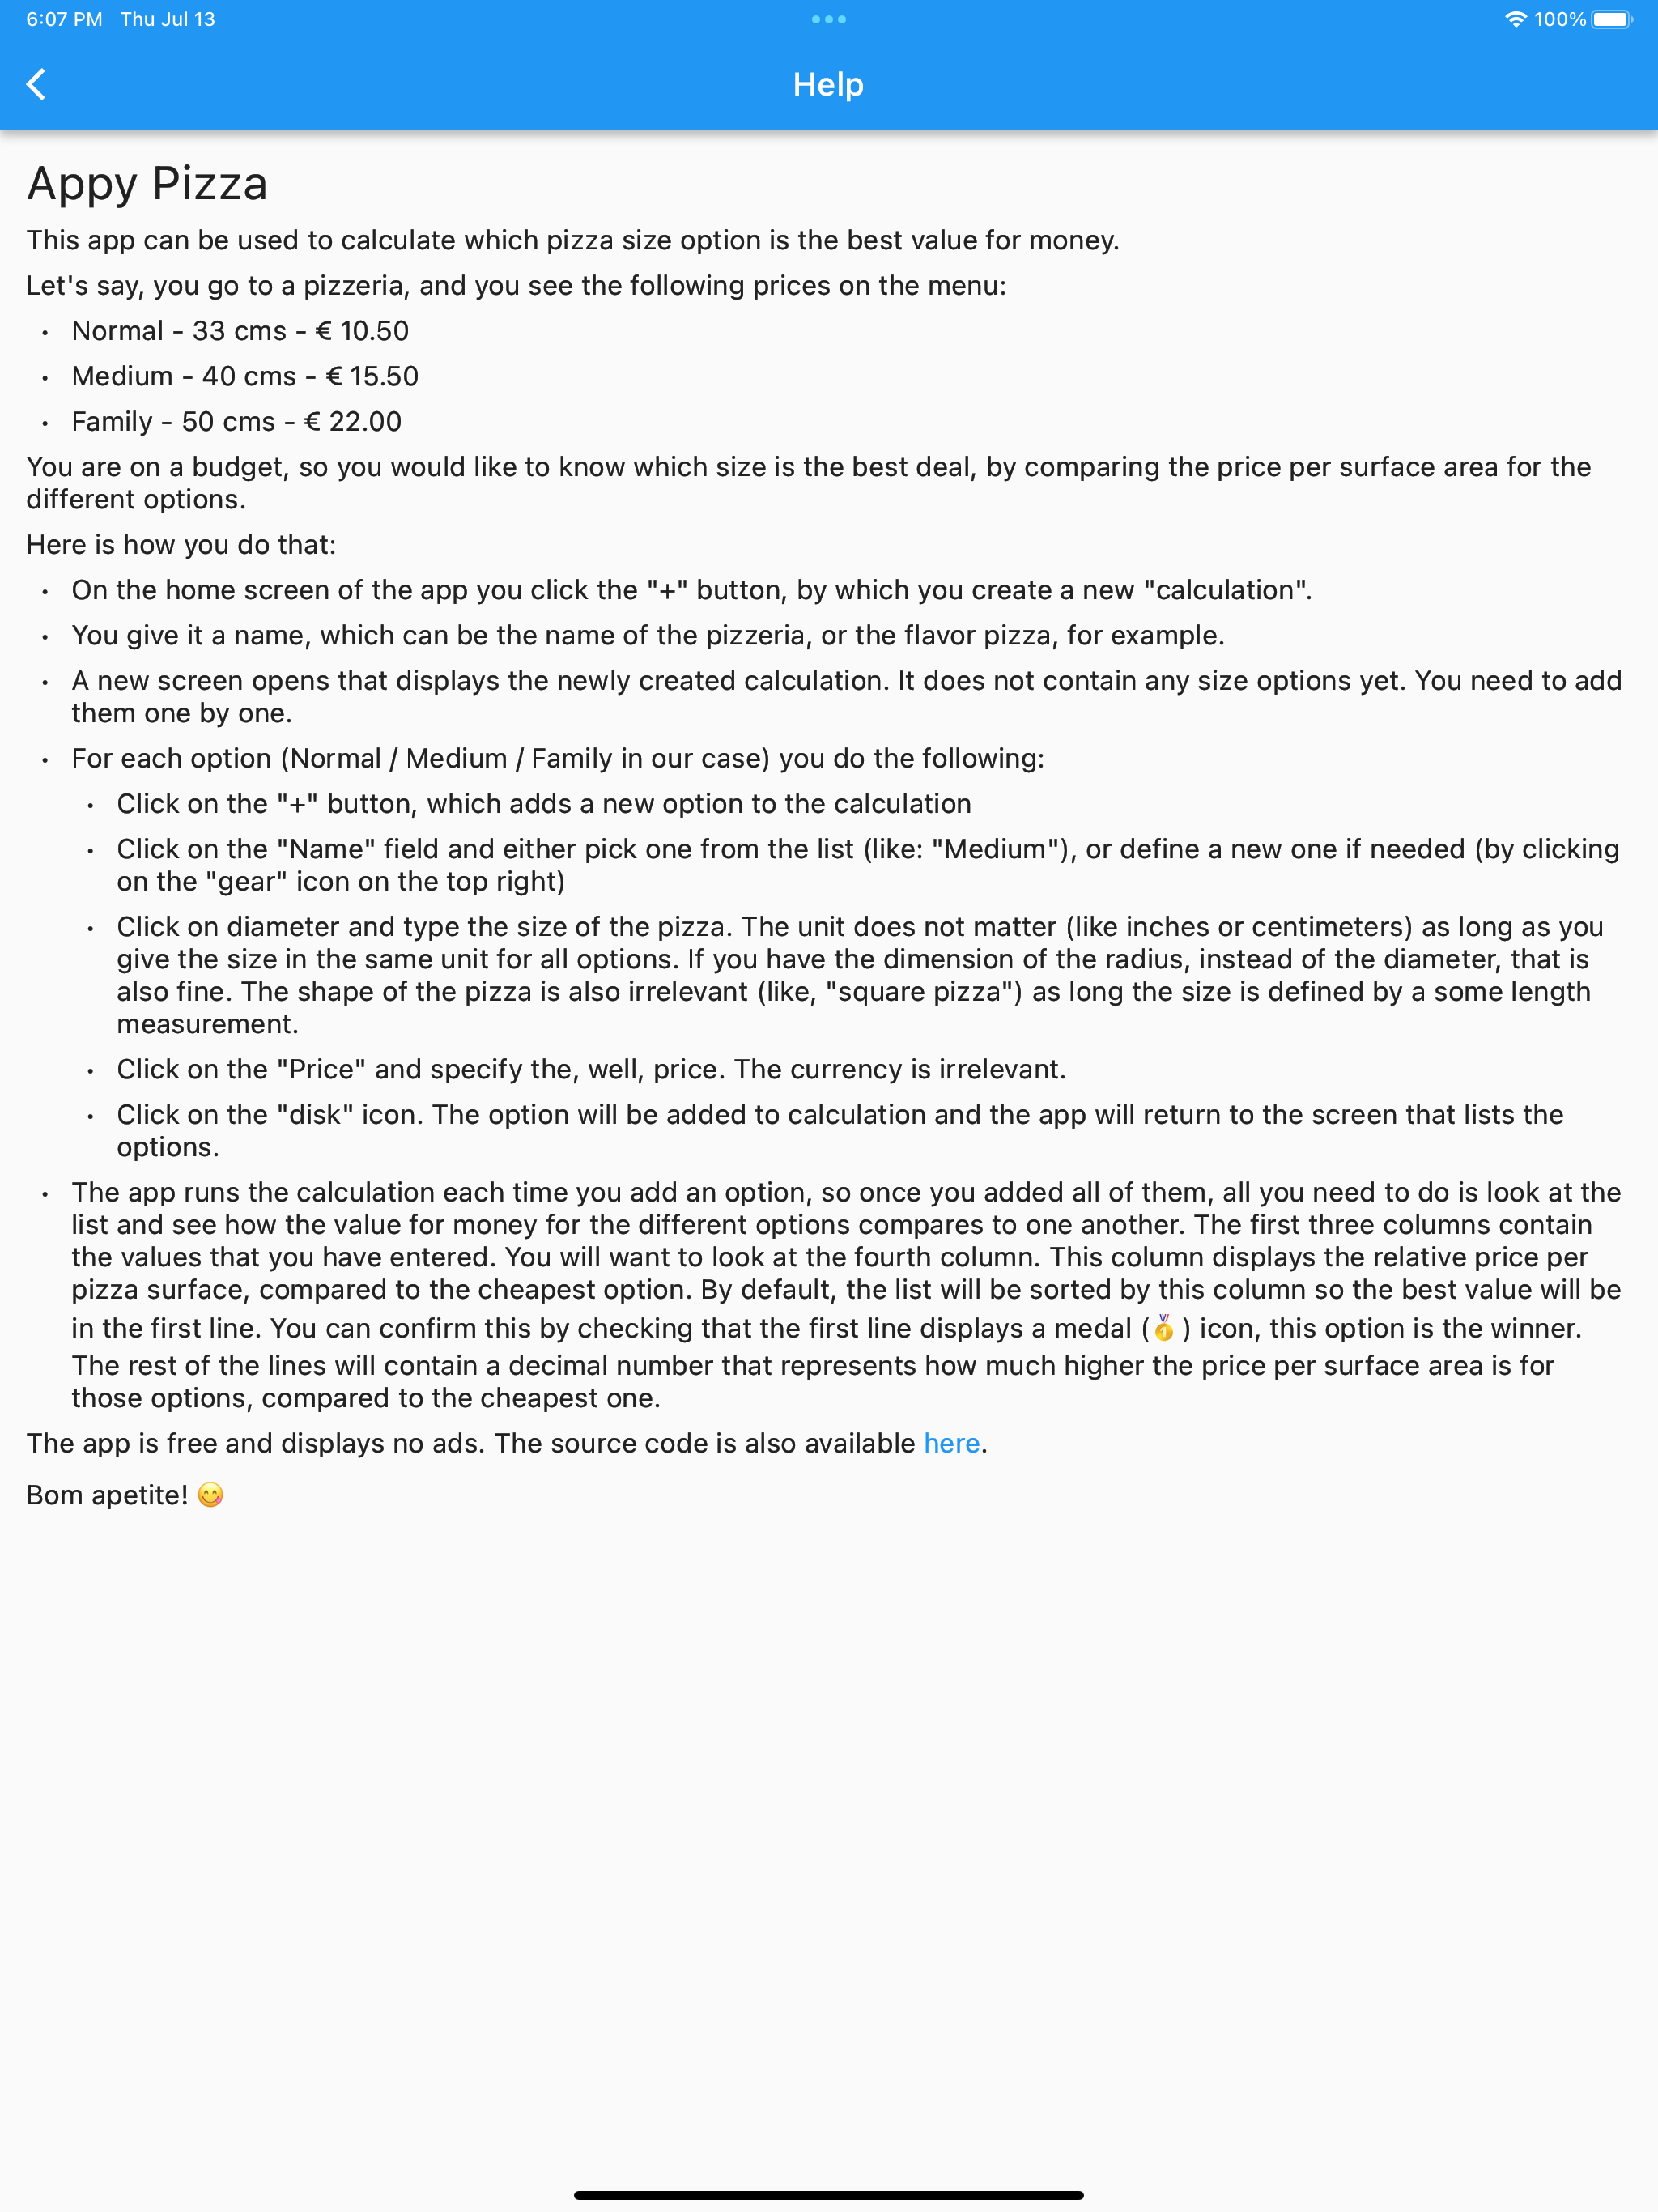 6:07 PM Thu Jul 13
100%
Help
Appy Pizza
This app can be used to calculate which pizza size option is the best value for money.
Let's say, you go to a pizzeria, and you see the following prices on the menu:
• Normal - 33 cms - € 10.50
• Medium - 40 cms - € 15.50
• Family - 50 cms - € 22.00
You are on a budget, so you would like to know which size is the best deal, by comparing the price per surface area for the
different options.
Here is how you do that:
• On the home screen of the app you click the "+" button, by which you create a new "calculation".
• You give it a name, which can be the name of the pizzeria, or the flavor pizza, for example.
• A new screen opens that displays the newly created calculation. It does not contain any size options yet. You need to add
them one by one.
• For each option (Normal / Medium / Family in our case) you do the following:
• Click on the "+" button, which adds a new option to the calculation
• Click on the "Name" field and either pick one from the list (like: "Medium"), or define a new one if needed (by clicking
on the "gear" icon on the top right)
• Click on diameter and type the size of the pizza. The unit does not matter (like inches or centimeters) as long as you
give the size in the same unit for all options. If you have the dimension of the radius, instead of the diameter, that is
also fine. The shape of the pizza is also irrelevant (like, "square pizza") as long the size is defined by a some length
measurement.
• Click on the "Price" and specify the, well, price. The currency is irrelevant.
• Click on the "disk" icon. The option will be added to calculation and the app will return to the screen that lists the
options.
• The app runs the calculation each time you add an option, so once you added all of them, all you need to do is look at the
list and see how the value for money for the different options compares to one another. The first three columns contain
the values that you have entered. You will want to look at the fourth column. This column displays the relative price per
pizza surface, compared to the cheapest option. By default, the list will be sorted by this column so the best value will be
in the first line. You can confirm this by checking that the first line displays a medal (🥇) icon, this option is the winner.
The rest of the lines will contain a decimal number that represents how much higher the price per surface area is for
those options, compared to the cheapest one.
The app is free and displays no ads. The source code is also available here.
Bom apetite! 😋